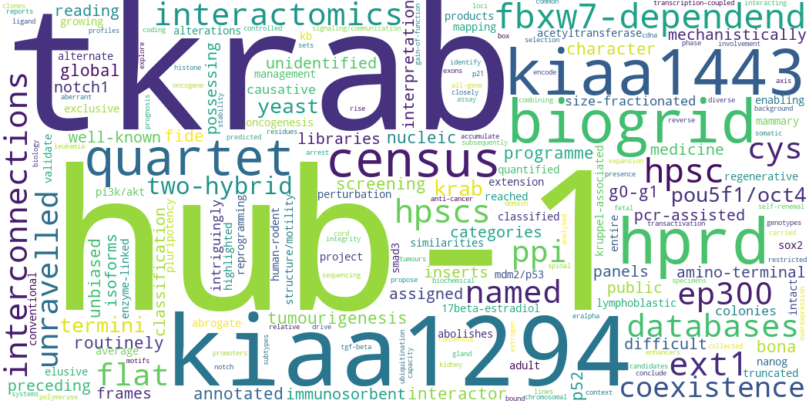 tkrab
hub-1
kiaa1294
kiaa1443
fbxw7-dependend
biogrid
hprd
interactomics
quartet
census
interconnections
unravelled
named
flat
databases
coexistence
ppi
hpscs
hpsc
cys
ep300
ext1
pou5f1/oct4
yeast
two-hybrid
krab
fide
p52
bona
global
notch1
reading
growing
alterations
alternate
exclusive
possessing
unidentified
management
causative
oncogenesis
libraries
nucleic
interpretation
mechanistically
acetyltransferase
character
size-fractionated
enabling
mammary
programme
medicine
regenerative
screening
perturbation
extension
reached
quantified
classified
categories
similarities
g0-g1
pcr-assisted
sox2
entire
panels
amino-terminal
public
lymphoblastic
colonies
intact
nanog
truncated
difficult
inserts
mdm2/p53
assigned
17beta-estradiol
abolishes
interactor
immunosorbent
adult
annotated
tumourigenesis
abrogate
termini
routinely
average
elusive
preceding
frames
motifs
systems
polymerase
conventional
unbiased
isoforms
enzyme-linked
classification
pluripotency
well-known
validate
pi3k/akt
intriguingly
highlighted
reprogramming
human-rodent
structure/motility
project
smad3
kruppel-associated
mapping
products
loci
transcription-coupled
interacting
signaling/communication
gain-of-function
controlled
identify
closely
assay
all-gene
combining
selection
cdna
phase
involvement
box
p21
encode
diverse
reverse
axis
background
somatic
predicted
residues
arrest
subsequently
accumulate
exons
rise
kb
sets
coding
explore
histone
oncogene
stability
prognosis
aberrant
profiles
reports
clones
ligand
biology
leukemia
anti-cancer
domain
cord
integrity
sequencing
propose
tumours
biochemical
spinal
analysed
expansion
presence
fetal
transactivation
carried
self-renewal
genotypes
restricted
specimens
relative
drive
promoters
notch
subtypes
tgf-beta
ubiquitination
capacity
estrogen
gland
kidney
bound
lines
chromosomal
eralpha
context
candidates
conclude
enhancers
collected